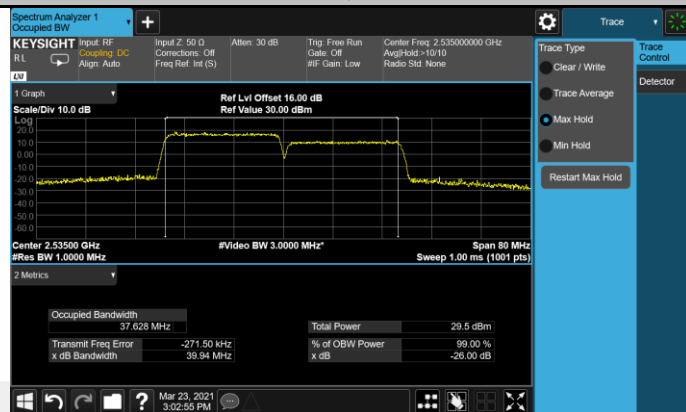 Spectrum Analyzer 1
Occupied BW
+
Trace
KEYSIGHT
RL
LXI
Input: RF
Coupling: DC
Align: Auto
Input Z: 50 Ω
Corrections: Off
Freq Ref: Int (S)
Atten: 30 dB
Trig: Free Run
Gate: Off
#IF Gain: Low
Center Freq: 2.535000000 GHz
Avg|Hold:>10/10
Radio Std: None
Trace Type
Clear / Write
Trace Average
Max Hold
Min Hold
Restart Max Hold
Trace
Control
Detector
1 Graph
Scale/Div 10.0 dB
Ref Lvl Offset 16.00 dB
Ref Value 30.00 dBm
Log
20.0
10.0
0.00
-10.0
-20.0
-30.0
-40.0
-50.0
-60.0
Center 2.53500 GHz
#Res BW 1.0000 MHz
#Video BW 3.0000 MHz*
Span 80 MHz
Sweep 1.00 ms (1001 pts)
2 Metrics
Occupied Bandwidth
37.628 MHz
Total Power 29.5 dBm
Transmit Freq Error -271.50 kHz
% of OBW Power 99.00 %
x dB Bandwidth 39.94 MHz
x dB -26.00 dB
?
Mar 23, 2021
3:02:55 PM